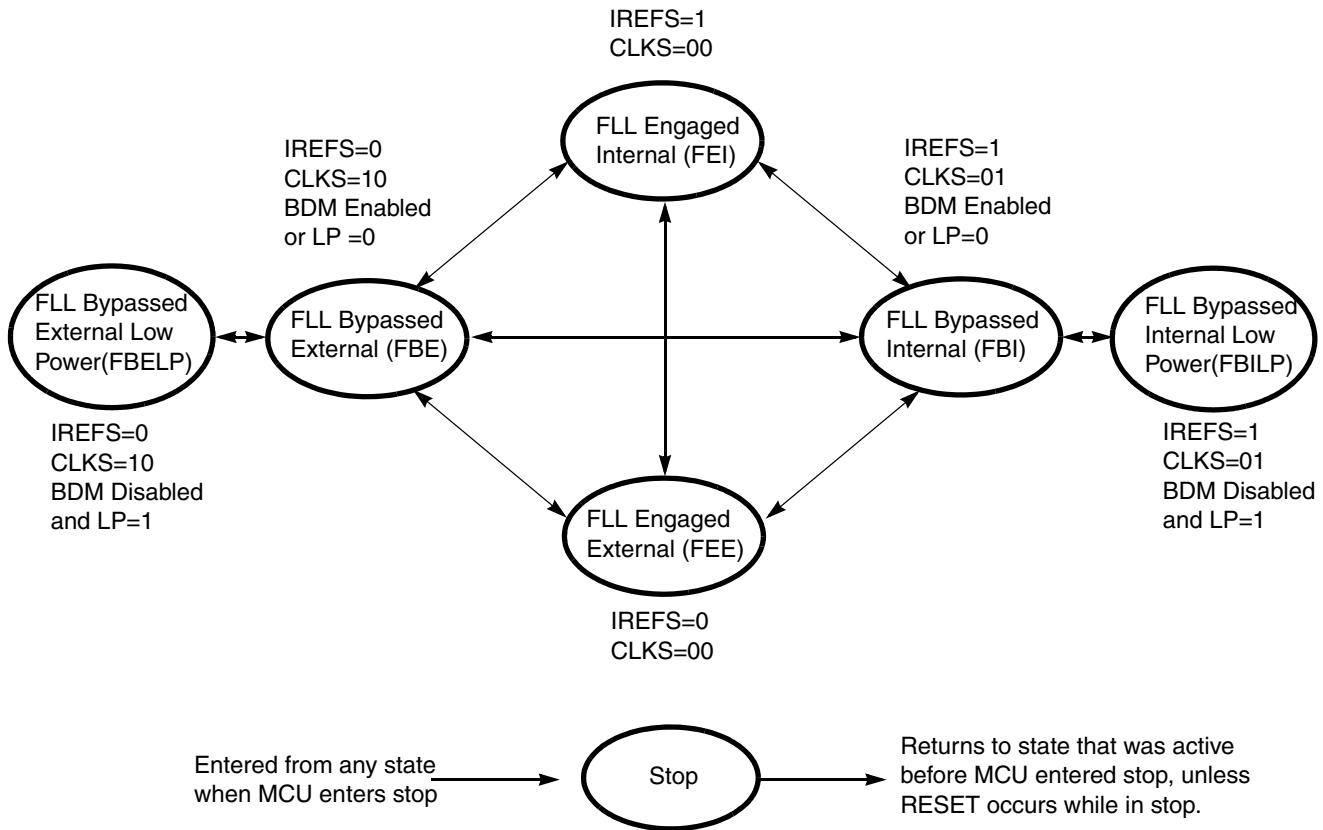 IREFS=1
CLKS=00
FLL Engaged
Internal (FEI)
IREFS=0
CLKS=10
BDM Enabled
or LP =0
IREFS=1
CLKS=01
BDM Enabled
or LP=0
FLL Bypassed
External Low
Power(FBELP)
FLL Bypassed
External (FBE)
FLL Bypassed
Internal (FBI)
FLL Bypassed
Internal Low
Power(FBILP)
IREFS=0
CLKS=10
BDM Disabled
and LP=1
IREFS=1
CLKS=01
BDM Disabled
and LP=1
FLL Engaged
External (FEE)
IREFS=0
CLKS=00
Entered from any state
when MCU enters stop
Stop
Returns to state that was active
before MCU entered stop, unless
RESET occurs while in stop.